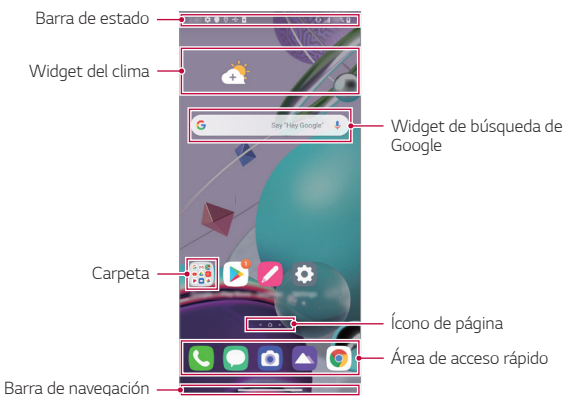 Barra de estado
Widget del clima
Say "Hey Google"
Widget de búsqueda de
Google
1
Carpeta
Ícono de página
Área de acceso rápido
Barra de navegación